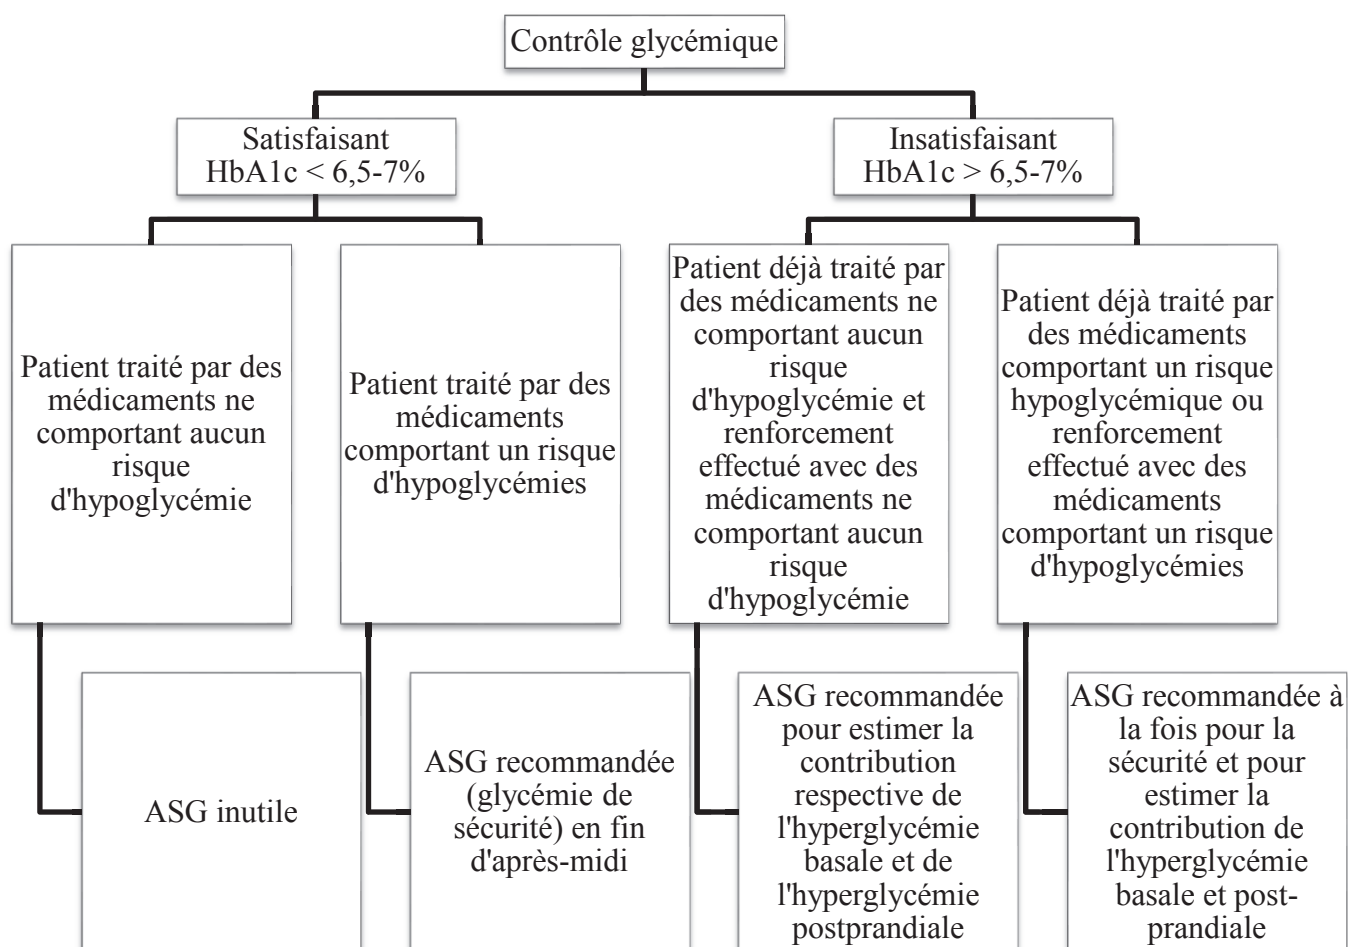 Contrôle glycémique
Satisfaisant
HbA1c < 6,5-7%
Insatisfaisant
HbA1c > 6,5-7%
Patient traité par des
médicaments ne
comportant aucun
risque
d'hypoglycémie
Patient traité par des
médicaments
comportant un risque
d'hypoglycémies
Patient déjà traité par
des médicaments ne
comportant aucun
risque
d'hypoglycémie et
renforcement
effectué avec des
médicaments ne
comportant aucun
risque
d'hypoglycémie
Patient déjà traité par
des médicaments
comportant un risque
hypoglycémique ou
renforcement
effectué avec des
médicaments
comportant un risque
d'hypoglycémies
ASG inutile
ASG recommandée
(glycémie de
sécurité) en fin
d'après-midi
ASG recommandée
pour estimer la
contribution
respective de
l'hyperglycémie
basale et de
l'hyperglycémie
postprandiale
ASG recommandée à
la fois pour la
sécurité et pour
estimer la
contribution de
l'hyperglycémie
basale et post-
prandiale